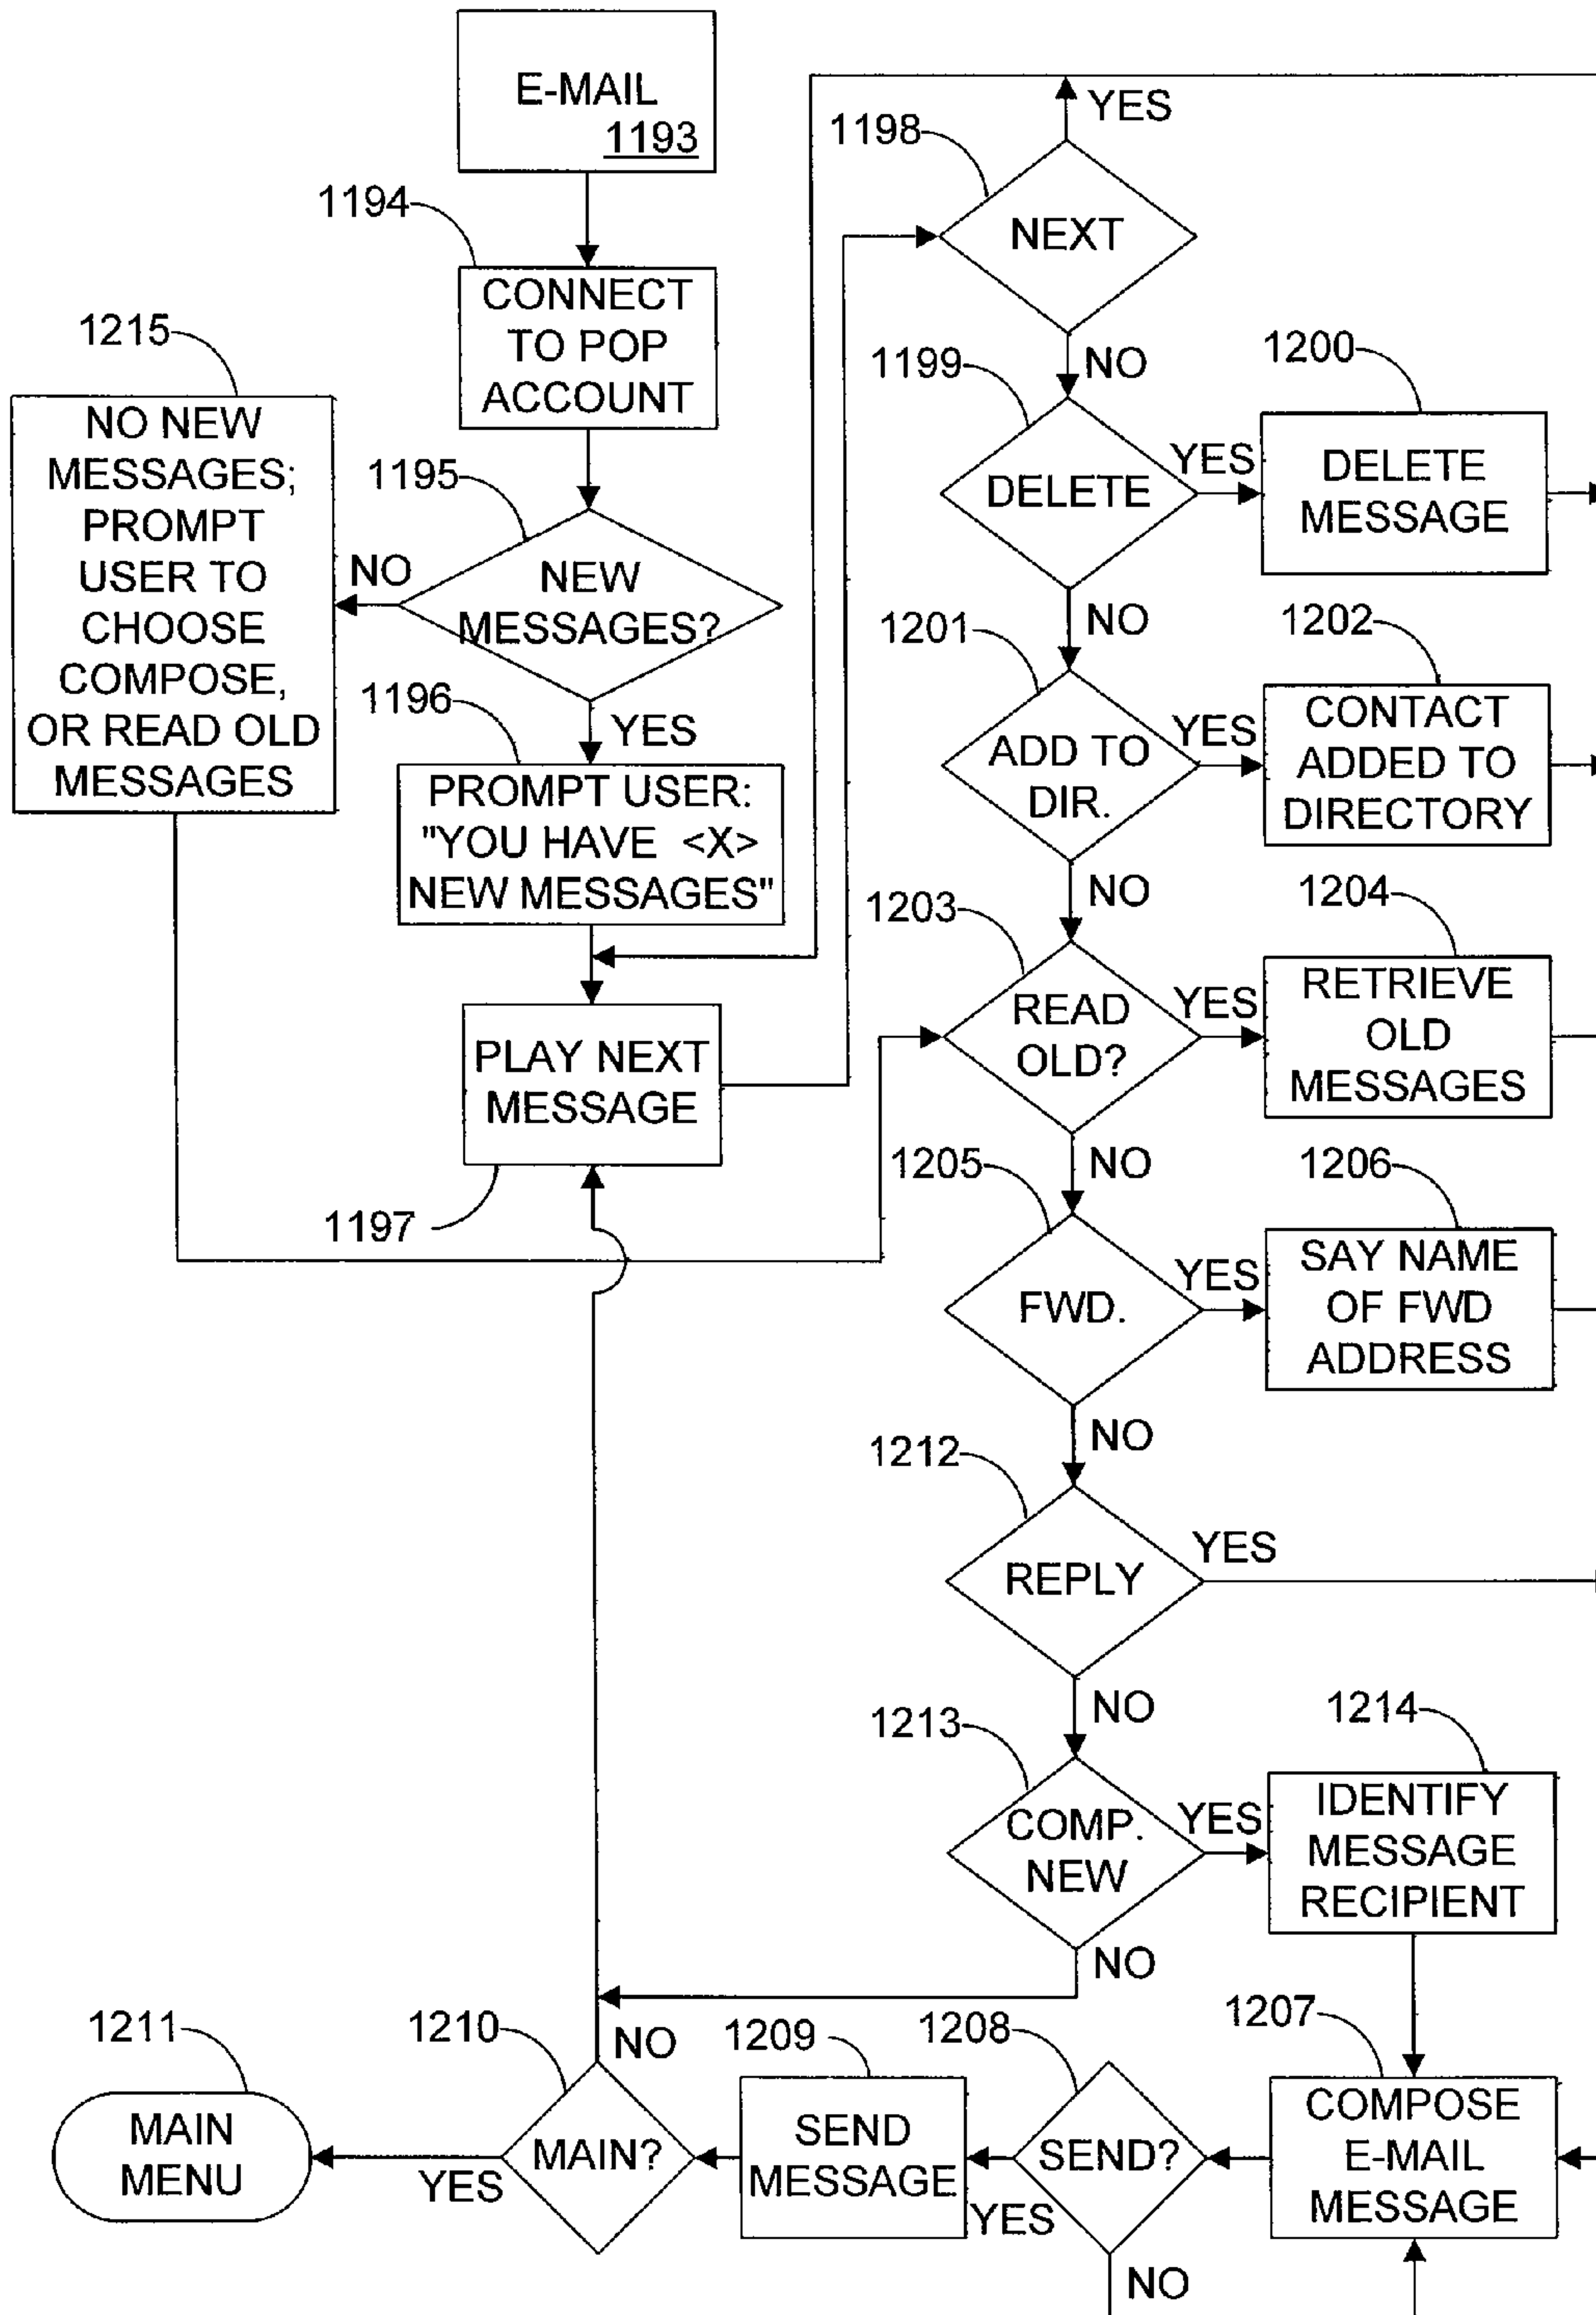 E-MAIL
1193
1194
CONNECT
TO POP
ACCOUNT
1215
NO NEW
MESSAGES;
PROMPT
USER TO
CHOOSE
COMPOSE,
OR READ OLD
MESSAGES
1195
NEW
MESSAGES?
NO
YES
1196
PROMPT USER:
"YOU HAVE <X>
NEW MESSAGES"
PLAY NEXT
MESSAGE
1197
1198
NEXT
YES
NO
1199
DELETE
YES
1200
DELETE
MESSAGE
NO
1201
ADD TO
DIR.
YES
1202
CONTACT
ADDED TO
DIRECTORY
NO
1203
READ
OLD?
YES
1204
RETRIEVE
OLD
MESSAGES
NO
1205
FWD.
YES
1206
SAY NAME
OF FWD
ADDRESS
NO
1212
REPLY
YES
NO
1213
COMP.
NEW
YES
1214
IDENTIFY
MESSAGE
RECIPIENT
NO
1207
COMPOSE
E-MAIL
MESSAGE
1208
SEND?
YES
NO
1209
SEND
MESSAGE
1210
MAIN?
NO
YES
1211
MAIN
MENU